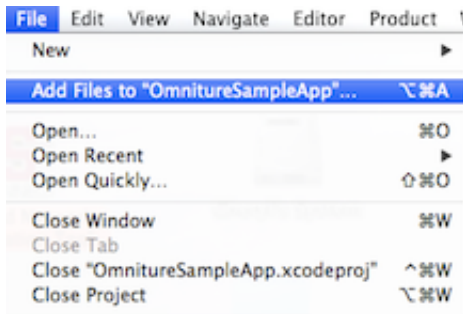 File Edit View Navigate Editor Product
New ▶
Add Files to "OmnitureSampleApp"... ⌥⌘A
Open... ⌘O
Open Recent ▶
Open Quickly... ⇧⌘O
Close Window ⌘W
Close Tab
Close "OmnitureSampleApp.xcodeproj" ^⌘W
Close Project ⌥⌘W